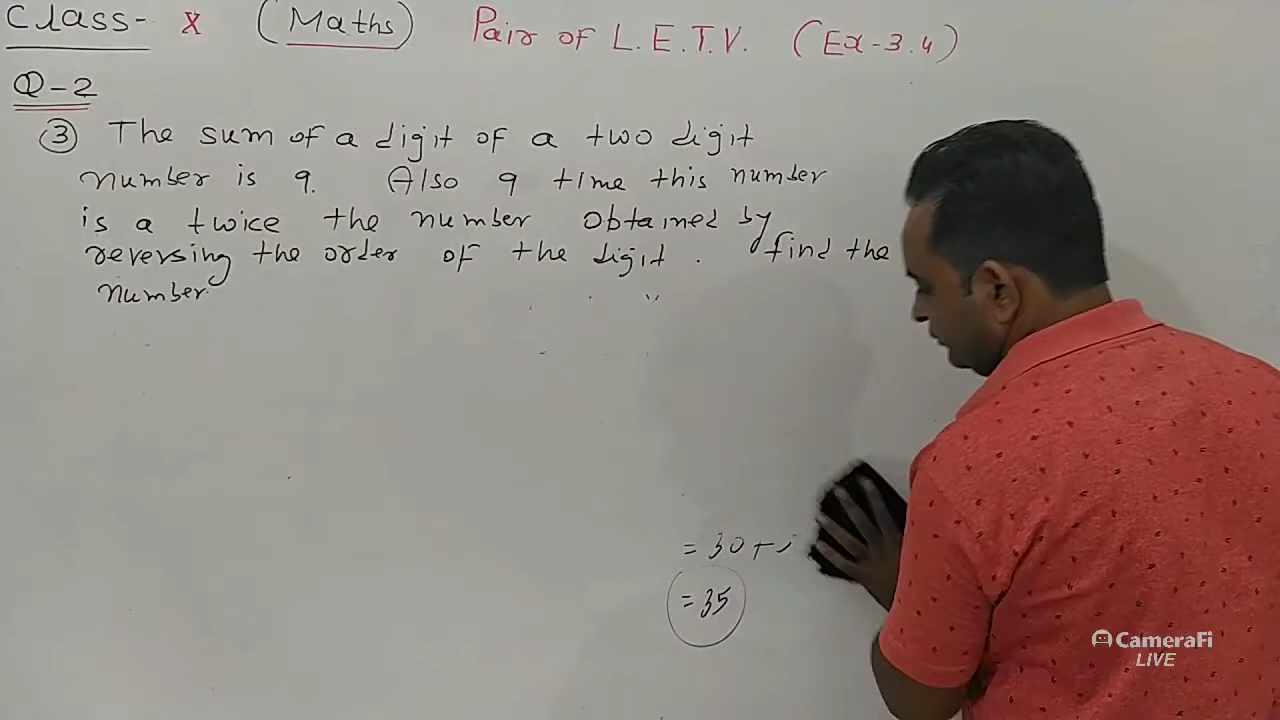 Class- X (Maths) Pair of L.E.T.V. (Ex-3.4)
Q-2
③ The sum of a digit of a two digit
number is 9. Also 9 time this number
is a twice the number obtained by
reversing the order of the digit. find the
number.
= 30 +
= 35
CameraFi
LIVE